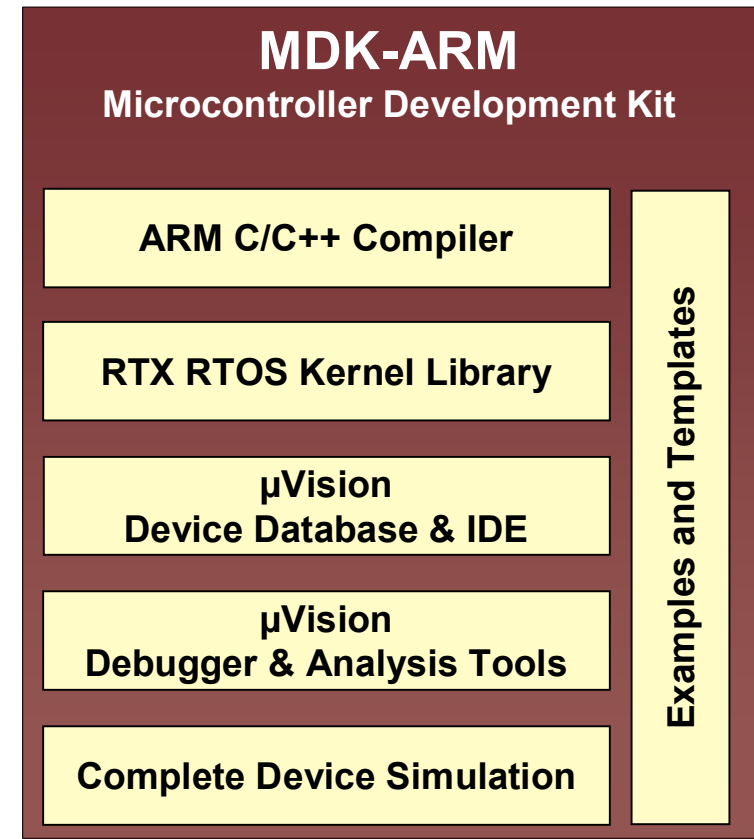 MDK-ARM
Microcontroller Development Kit
ARM C/C++ Compiler
RTX RTOS Kernel Library
µVision
Device Database & IDE
µVision
Debugger & Analysis Tools
Complete Device Simulation
Examples and Templates